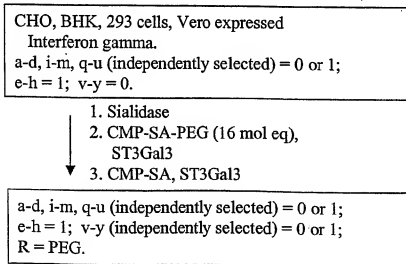 CHO, BHK, 293 cells, Vero expressed
Interferon gamma.
a-d, i-m, q-u (independently selected) = 0 or 1;
e-h = 1; v-y = 0.
1. Sialidase
2. CMP-SA-PEG (16 mol eq),
ST3Gal3
3. CMP-SA, ST3Gal3
a-d, i-m, q-u (independently selected) = 0 or 1;
e-h = 1; v-y (independently selected) = 0 or 1;
R = PEG.